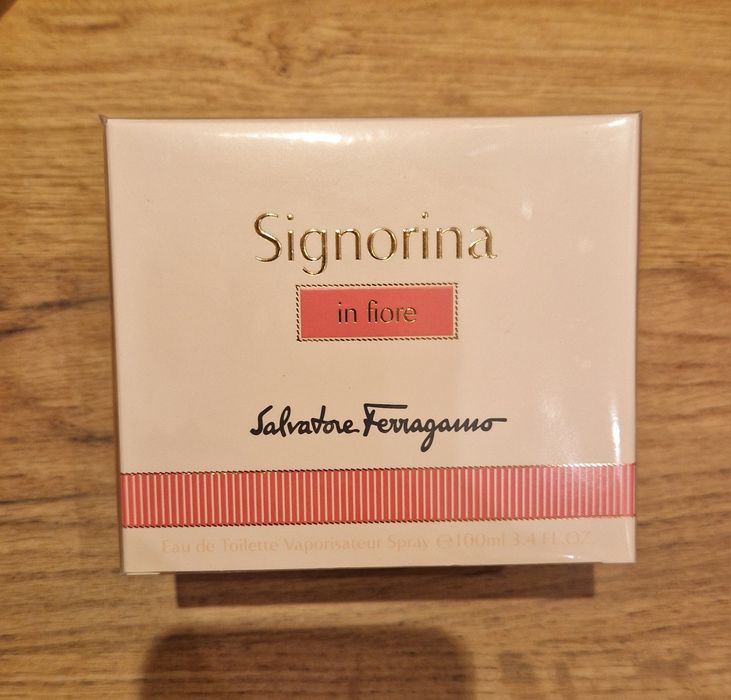 Signorina
in fiore
Salvatore Ferragamo
Eau de Toilette Vaporisateur Spray ℮100ml 3.4 FL.OZ.